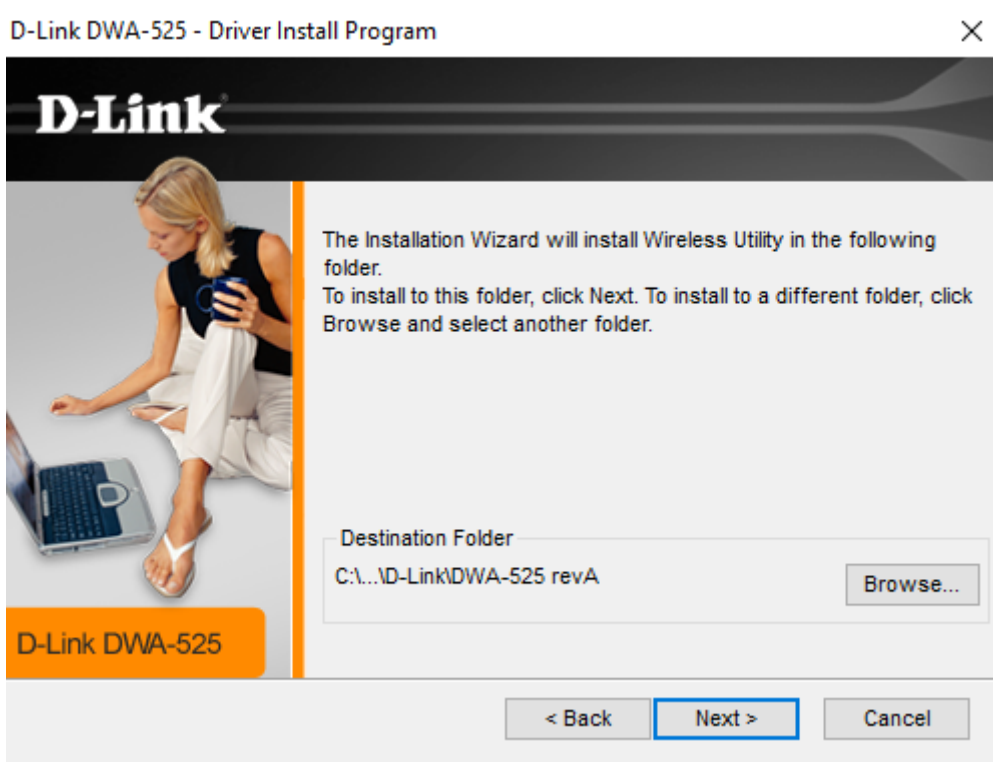 D-Link DWA-525 - Driver Install Program
D-Link
The Installation Wizard will install Wireless Utility in the following
folder.
To install to this folder, click Next. To install to a different folder, click
Browse and select another folder.
Destination Folder
C:\...\D-Link\DWA-525 revA
Browse...
D-Link DWA-525
< Back
Next >
Cancel